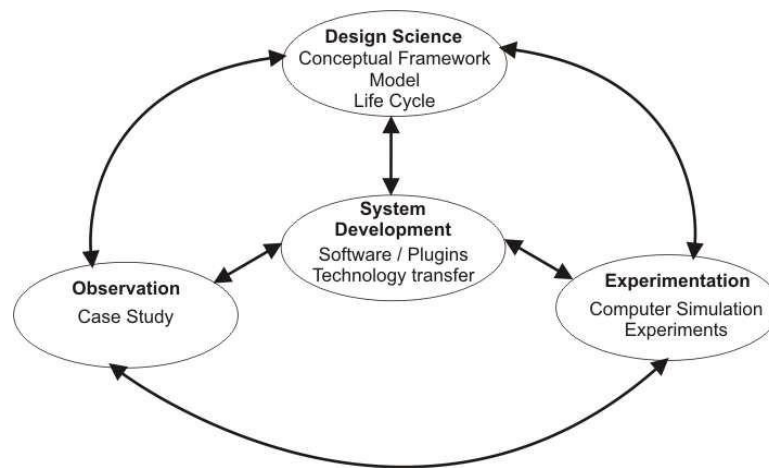 Design Science
Conceptual Framework
Model
Life Cycle
System
Development
Software / Plugins
Technology transfer
Observation
Case Study
Experimentation
Computer Simulation
Experiments